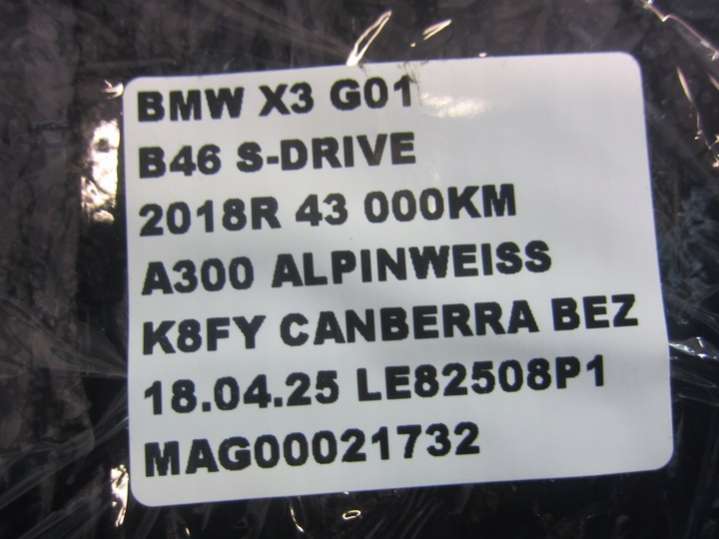 BMW X3 G01
B46 S-DRIVE
2018R 43 000KM
A300 ALPINWEISS
K8FY CANBERRA BEZ
18.04.25 LE82508P1
MAG00021732